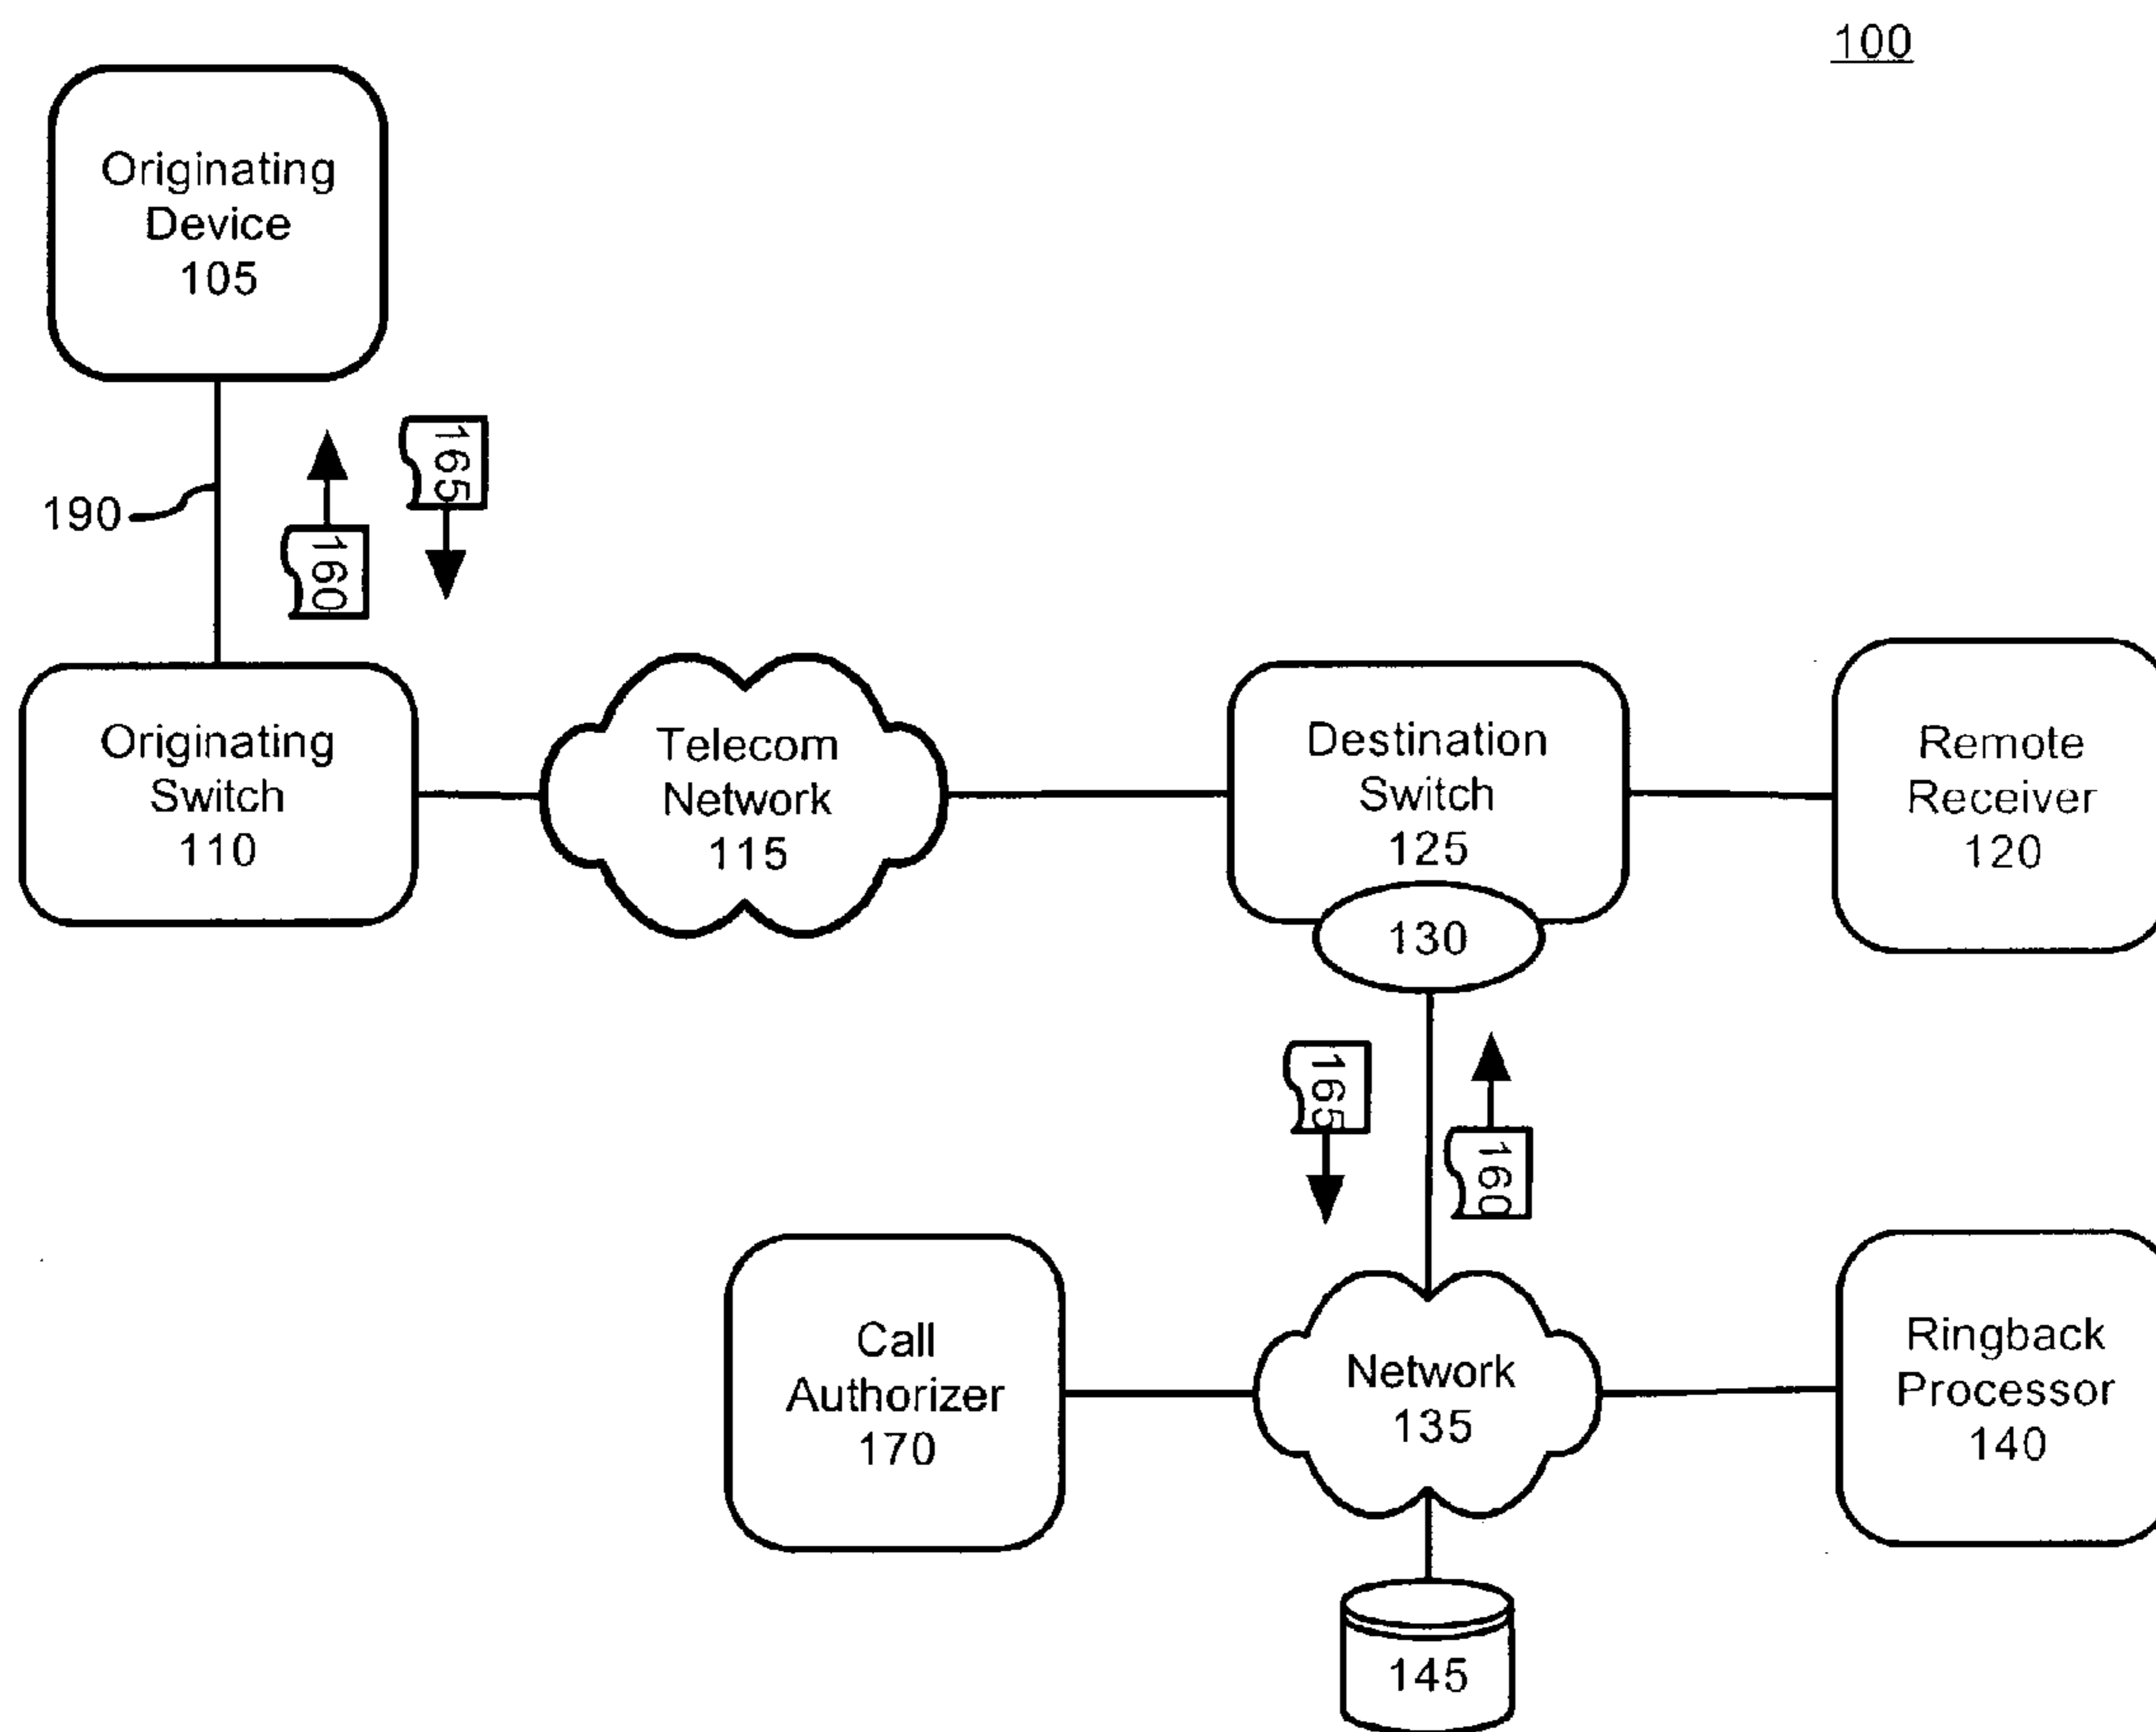 100
Originating
Device
105
165
190
160
Originating
Switch
110
Telecom
Network
115
Destination
Switch
125
130
Remote
Receiver
120
165
160
Call
Authorizer
170
Network
135
Ringback
Processor
140
145